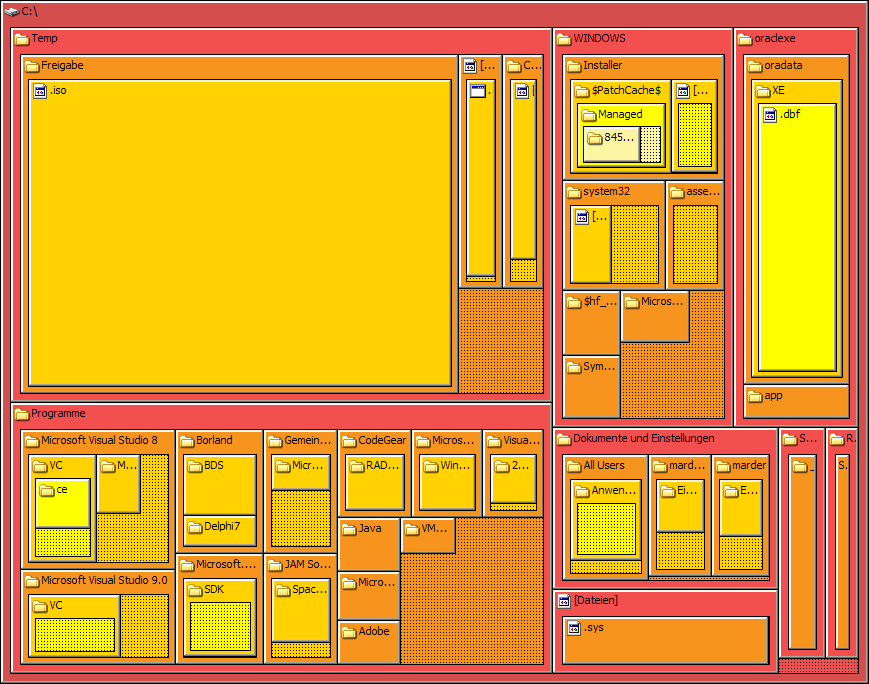 C:\
Temp
Freigabe
.iso
[...
.
C...
[
WINDOWS
Installer
$PatchCache$
Managed
845...
[...
system32
[...
asse...
$hf_...
Micros...
Sym...
oraclexe
oradata
XE
.dbf
app
Programme
Microsoft Visual Studio 8
VC
ce
M...
Microsoft Visual Studio 9.0
VC
Borland
BDS
Delphi7
Microsoft....
SDK
Gemein...
Micr...
JAM So...
Spac...
CodeGear
RAD...
Micros...
Win...
Visua...
2...
Java
VM...
Micro...
Adobe
Dokumente und Einstellungen
All Users
Anwen...
mard...
Ei...
marder
E...
[Dateien]
.sys
S...
_
R.
S.